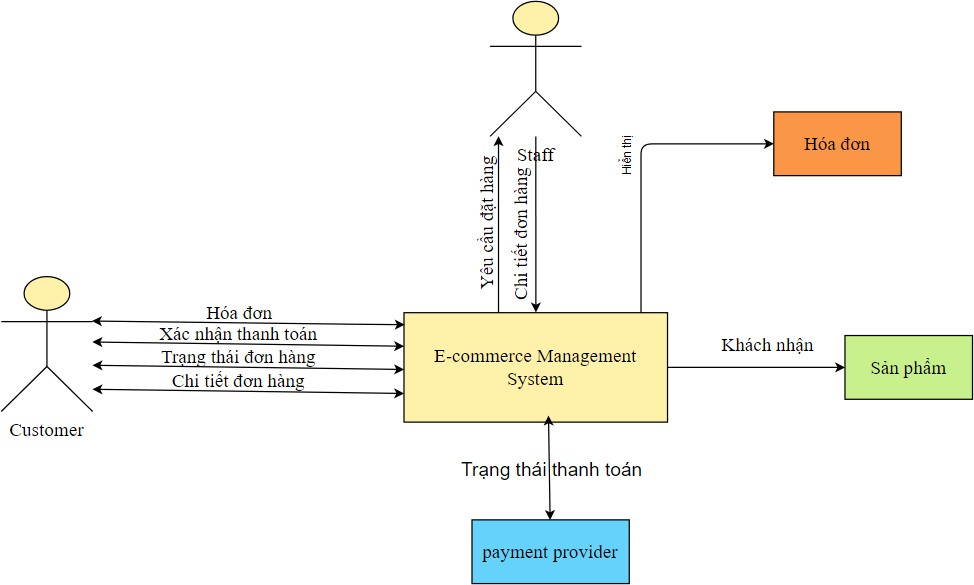 Staff
Yêu cầu đặt hàng
Chi tiết đơn hàng
Hiển thị
Hóa đơn
Hóa đơn
Xác nhận thanh toán
Trạng thái đơn hàng
Chi tiết đơn hàng
Customer
E-commerce Management
System
Khách nhận
Sản phẩm
Trạng thái thanh toán
payment provider